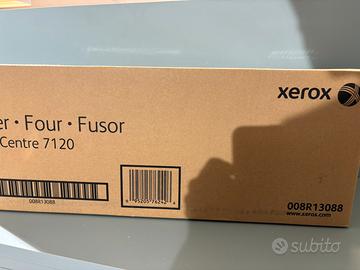 xerox
er • Four • Fusor
Centre 7120
008R13088
008R13088
www.xerox.com
subito